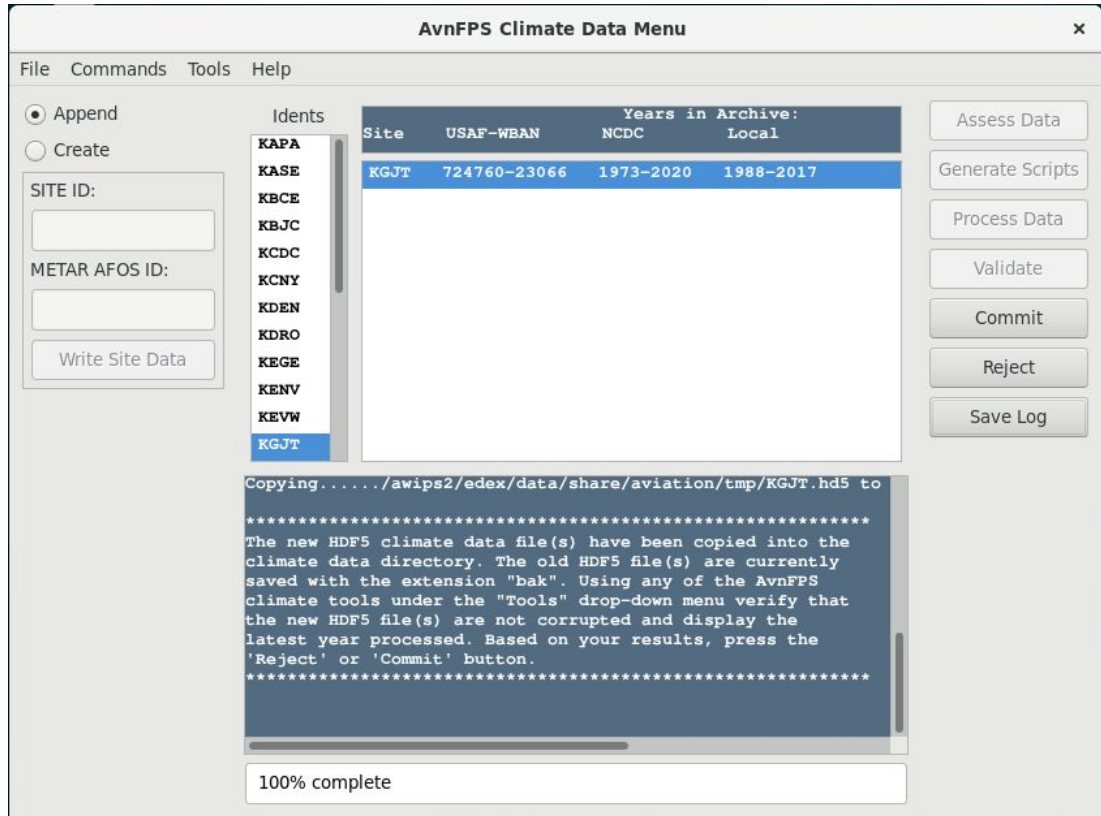 AvnFPS Climate Data Menu ×
File Commands Tools Help
Append
Create
SITE ID:
METAR AFOS ID:
Write Site Data
Idents
KAPA
KASE
KBCE
KBJC
KCDC
KCNY
KDEN
KDRO
KEGE
KENV
KEVW
KGJT
Years in Archive:
Site USAF-WBAN NCDC Local
KGJT 724760-23066 1973-2020 1988-2017
Assess Data
Generate Scripts
Process Data
Validate
Commit
Reject
Save Log
Copying....../awips2/edex/data/share/aviation/tmp/KGJT.hd5 to
************************************************************
The new HDF5 climate data file(s) have been copied into the
climate data directory. The old HDF5 file(s) are currently
saved with the extension "bak". Using any of the AvnFPS
climate tools under the "Tools" drop-down menu verify that
the new HDF5 file(s) are not corrupted and display the
latest year processed. Based on your results, press the
'Reject' or 'Commit' button.
************************************************************
100% complete